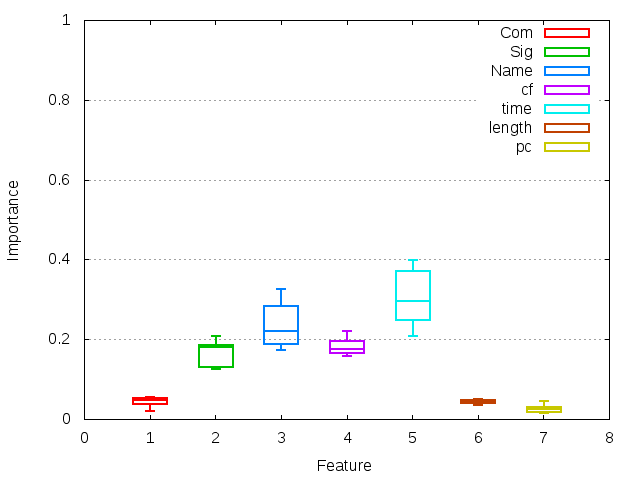 1
0.8
0.6
0.4
0.2
0
0 1 2 3 4 5 6 7 8
Importance
Feature
Com
Sig
Name
cf
time
length
pc